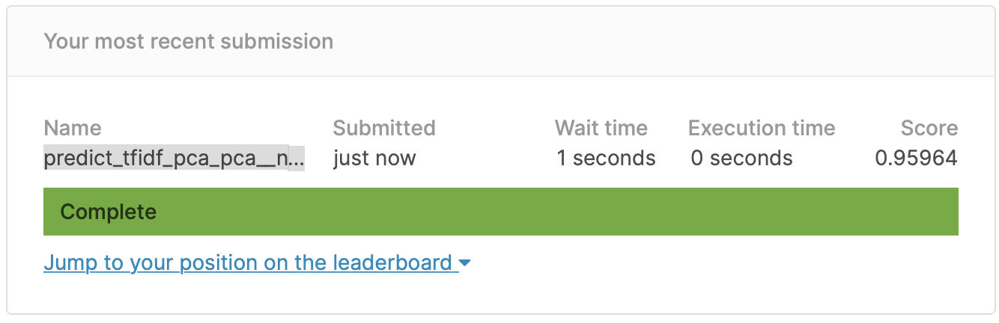 Your most recent submission
Name Submitted Wait time Execution time Score
predict_tfidf_pca_pca__n... just now 1 seconds 0 seconds 0.95964
Complete
Jump to your position on the leaderboard